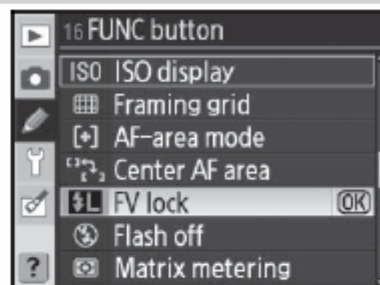 16 FUNC button
ISO ISO display
Framing grid
[+] AF-area mode
Center AF area
L FV lock OK
Flash off
? Matrix metering